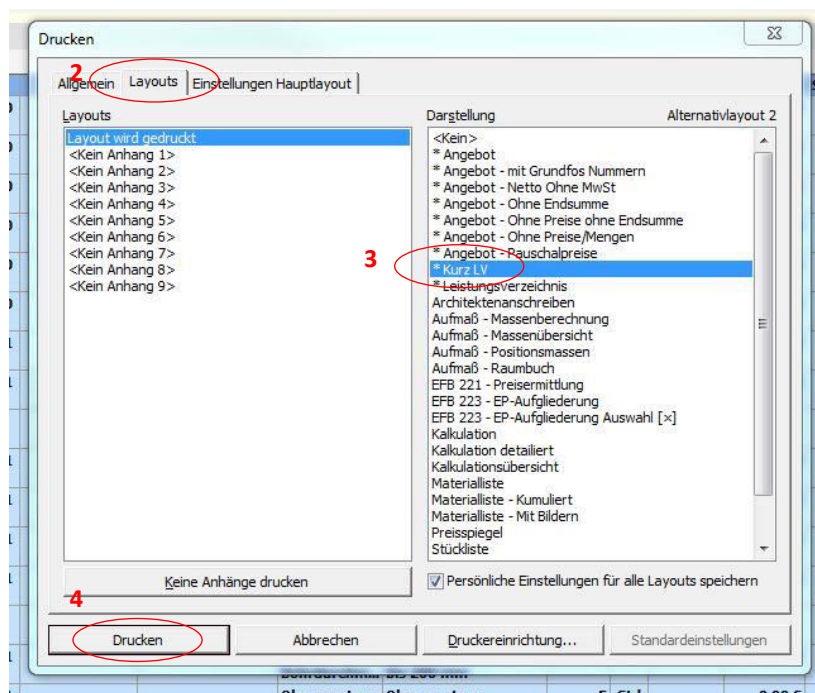 Drucken
2
Allgemein Layouts Einstellungen Hauptlayout
Layouts
Layout wird gedruckt
<Kein Anhang 1>
<Kein Anhang 2>
<Kein Anhang 3>
<Kein Anhang 4>
<Kein Anhang 5>
<Kein Anhang 6>
<Kein Anhang 7>
<Kein Anhang 8>
<Kein Anhang 9>
Keine Anhänge drucken
Darstellung Alternativlayout 2
<Kein>
* Angebot
* Angebot - mit Grundfos Nummern
* Angebot - Netto Ohne MwSt
* Angebot - Ohne Endsumme
* Angebot - Ohne Preise ohne Endsumme
* Angebot - Ohne Preise/Mengen
* Angebot - Pauschalpreise
3
* Kurz LV
* Leistungsverzeichnis
Architektenanschreiben
Aufmaß - Massenberechnung
Aufmaß - Massenübersicht
Aufmaß - Positionsmassen
Aufmaß - Raumbuch
EFB 221 - Preisermittlung
EFB 223 - EP-Aufgliederung
EFB 223 - EP-Aufgliederung Auswahl [x]
Kalkulation
Kalkulation detailiert
Kalkulationsübersicht
Materialliste
Materialliste - Kumuliert
Materialliste - Mit Bildern
Preisspiegel
Stückliste
Persönliche Einstellungen für alle Layouts speichern
4
Drucken Abbrechen Druckereinrichtung... Standardeinstellungen